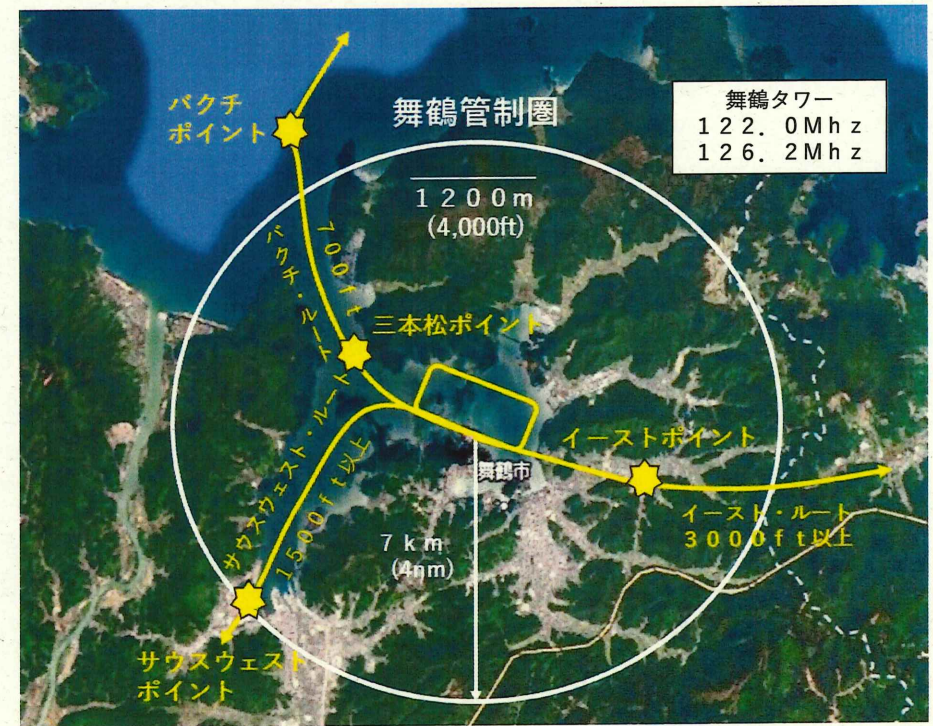 バクチ
ポイント
舞鶴管制圏
舞鶴タワー
122.0Mhz
126.2Mhz
1200m
(4,000ft)
700ft
バクチ・ルート
三本松ポイント
サウスウェスト・ルート
1500ft以上
イーストポイント
舞鶴市
イースト・ルート
3000ft以上
7km
(4nm)
サウスウェスト
ポイント